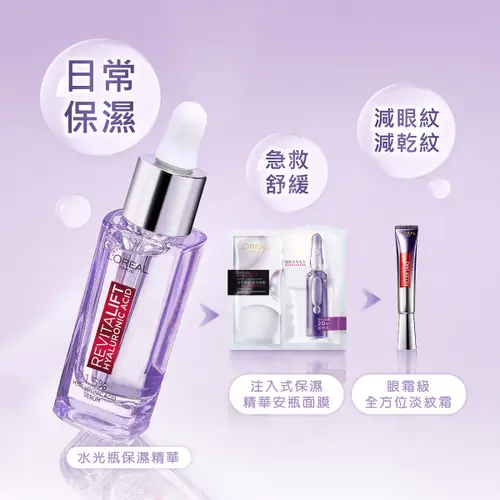 日常
保濕
急救
舒緩
減眼紋
減乾紋
L'ORÉAL
PARIS
REVITALIFT
HYALURONIC ACID
1.5%
HYALURONIC ACID
SERUM
L'ORÉAL
注入式保濕
精華安瓶面膜
眼霜級
全方位淡紋霜
水光瓶保濕精華